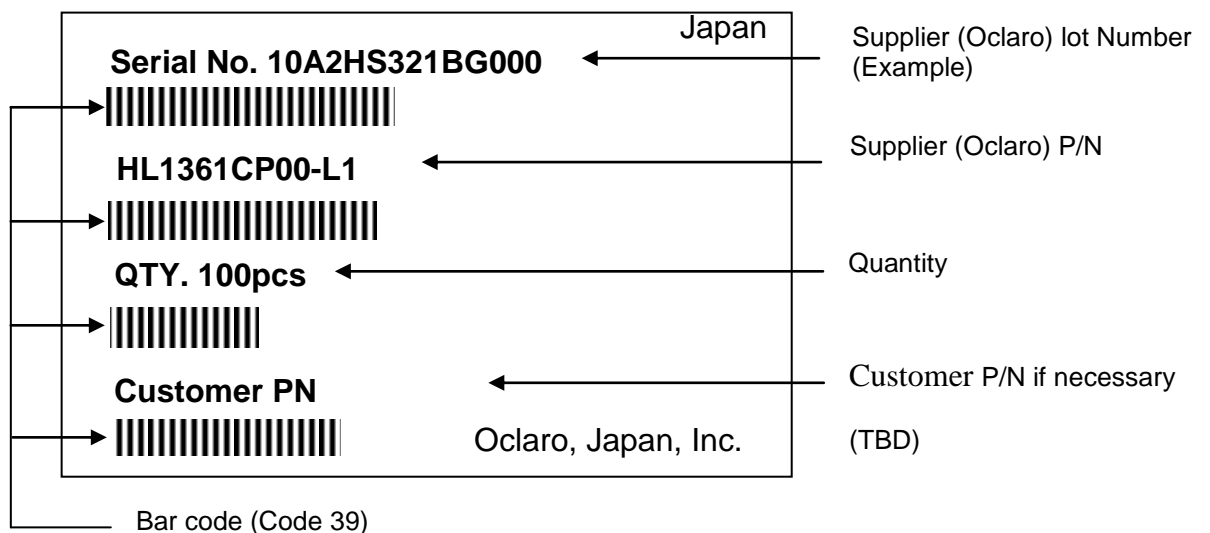 Japan
Serial No. 10A2HS321BG000
Supplier (Oclaro) lot Number
(Example)
HL1361CP00-L1
Supplier (Oclaro) P/N
QTY. 100pcs
Quantity
Customer PN
Customer P/N if necessary
(TBD)
Oclaro, Japan, Inc.
Bar code (Code 39)